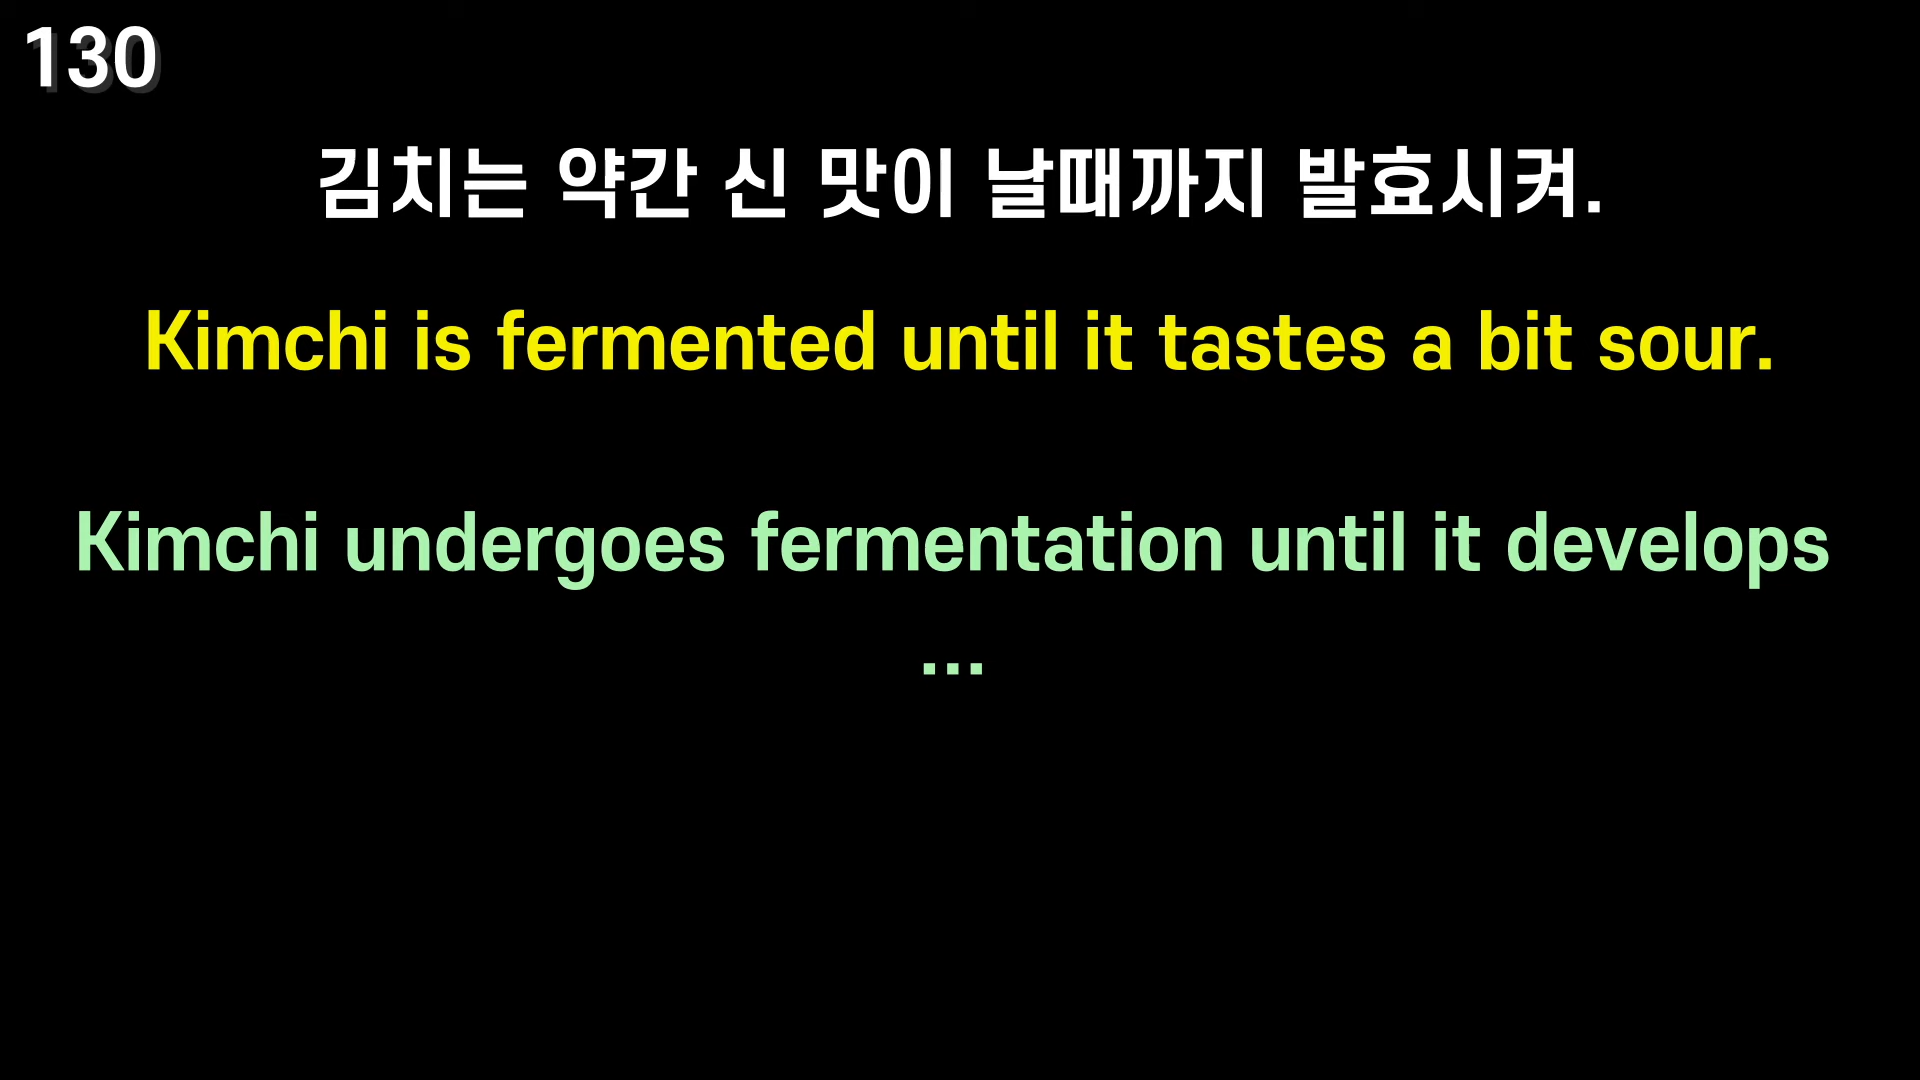 130
김치는 약간 신 맛이 날때까지 발효시켜.
Kimchi is fermented until it tastes a bit sour.
Kimchi undergoes fermentation until it develops
...